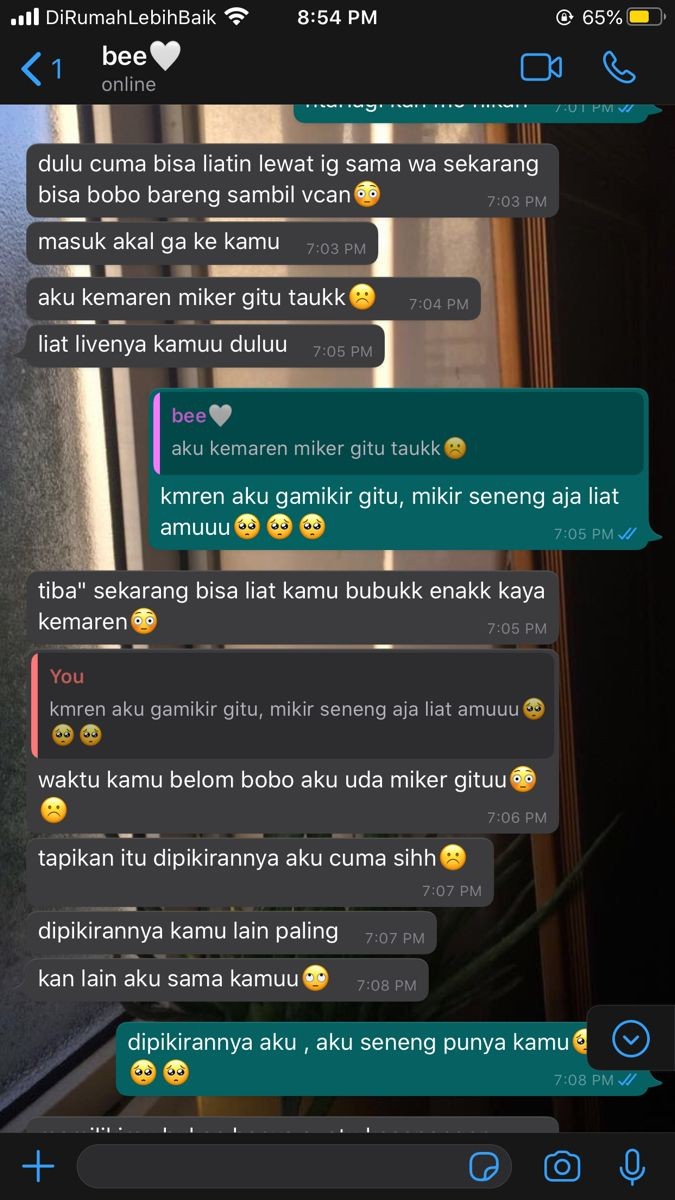 DiRumahLebihBaik 8:54 PM 65%
1 bee🤍
online
7:01 PM
dulu cuma bisa liatin lewat ig sama wa sekarang
bisa bobo bareng sambil vcan😳 7:03 PM
masuk akal ga ke kamu 7:03 PM
aku kemaren miker gitu taukk☹️ 7:04 PM
liat livenya kamuu duluu 7:05 PM
bee🤍
aku kemaren miker gitu taukk☹️
kmren aku gamikir gitu, mikir seneng aja liat
amuuu🥺🥺🥺 7:05 PM
tiba" sekarang bisa liat kamu bubukk enakk kaya
kemaren😳 7:05 PM
You
kmren aku gamikir gitu, mikir seneng aja liat amuuu🥺
🥺🥺
waktu kamu belom bobo aku uda miker gituu😳
☹️ 7:06 PM
tapikan itu dipikirannya aku cuma sihh☹️
7:07 PM
dipikirannya kamu lain paling 7:07 PM
kan lain aku sama kamuu🙄 7:08 PM
dipikirannya aku , aku seneng punya kamu🥺
🥺🥺 7:08 PM